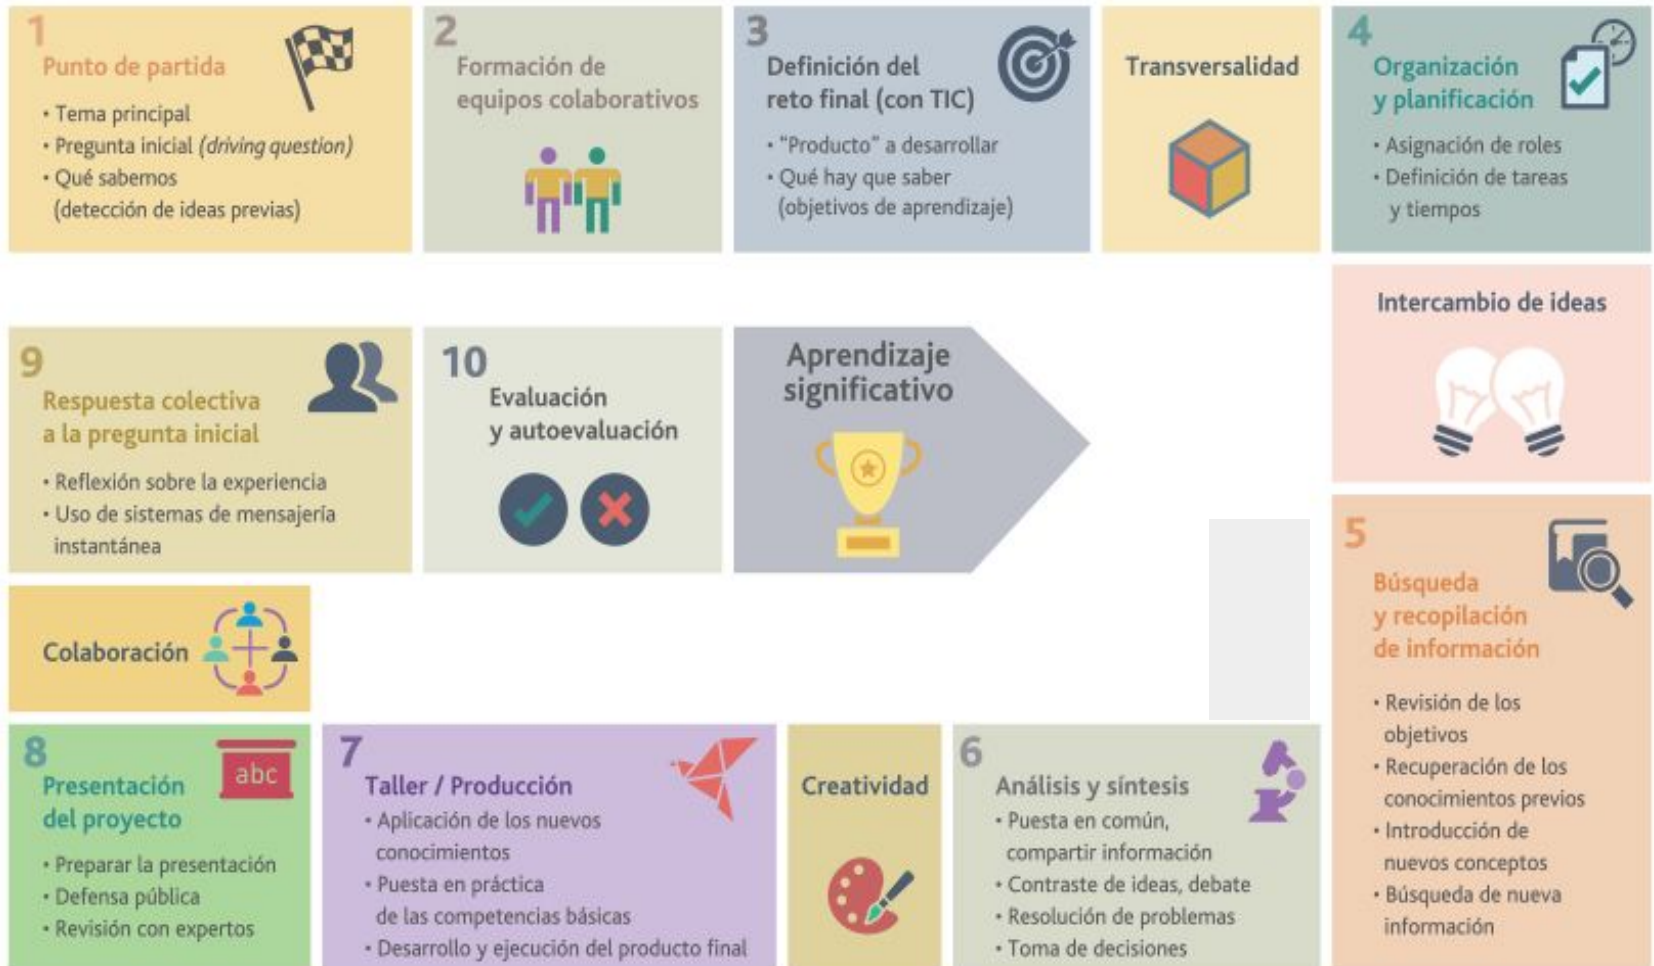 1
Punto de partida
• Tema principal
• Pregunta inicial (driving question)
• Qué sabemos
(detección de ideas previas)
2
Formación de
equipos colaborativos
3
Definición del
reto final (con TIC)
• “Producto” a desarrollar
• Qué hay que saber
(objetivos de aprendizaje)
Transversalidad
4
Organización
y planificación
• Asignación de roles
• Definición de tareas
y tiempos
Intercambio de ideas
5
Búsqueda
y recopilación
de información
• Revisión de los
objetivos
• Recuperación de los
conocimientos previos
• Introducción de
nuevos conceptos
• Búsqueda de nueva
información
6
Análisis y síntesis
• Puesta en común,
compartir información
• Contraste de ideas, debate
• Resolución de problemas
• Toma de decisiones
Creatividad
7
Taller / Producción
• Aplicación de los nuevos
conocimientos
• Puesta en práctica
de las competencias básicas
• Desarrollo y ejecución del producto final
8
abc
Presentación
del proyecto
• Preparar la presentación
• Defensa pública
• Revisión con expertos
Colaboración
9
Respuesta colectiva
a la pregunta inicial
• Reflexión sobre la experiencia
• Uso de sistemas de mensajería
instantánea
10
Evaluación
y autoevaluación
Aprendizaje
significativo